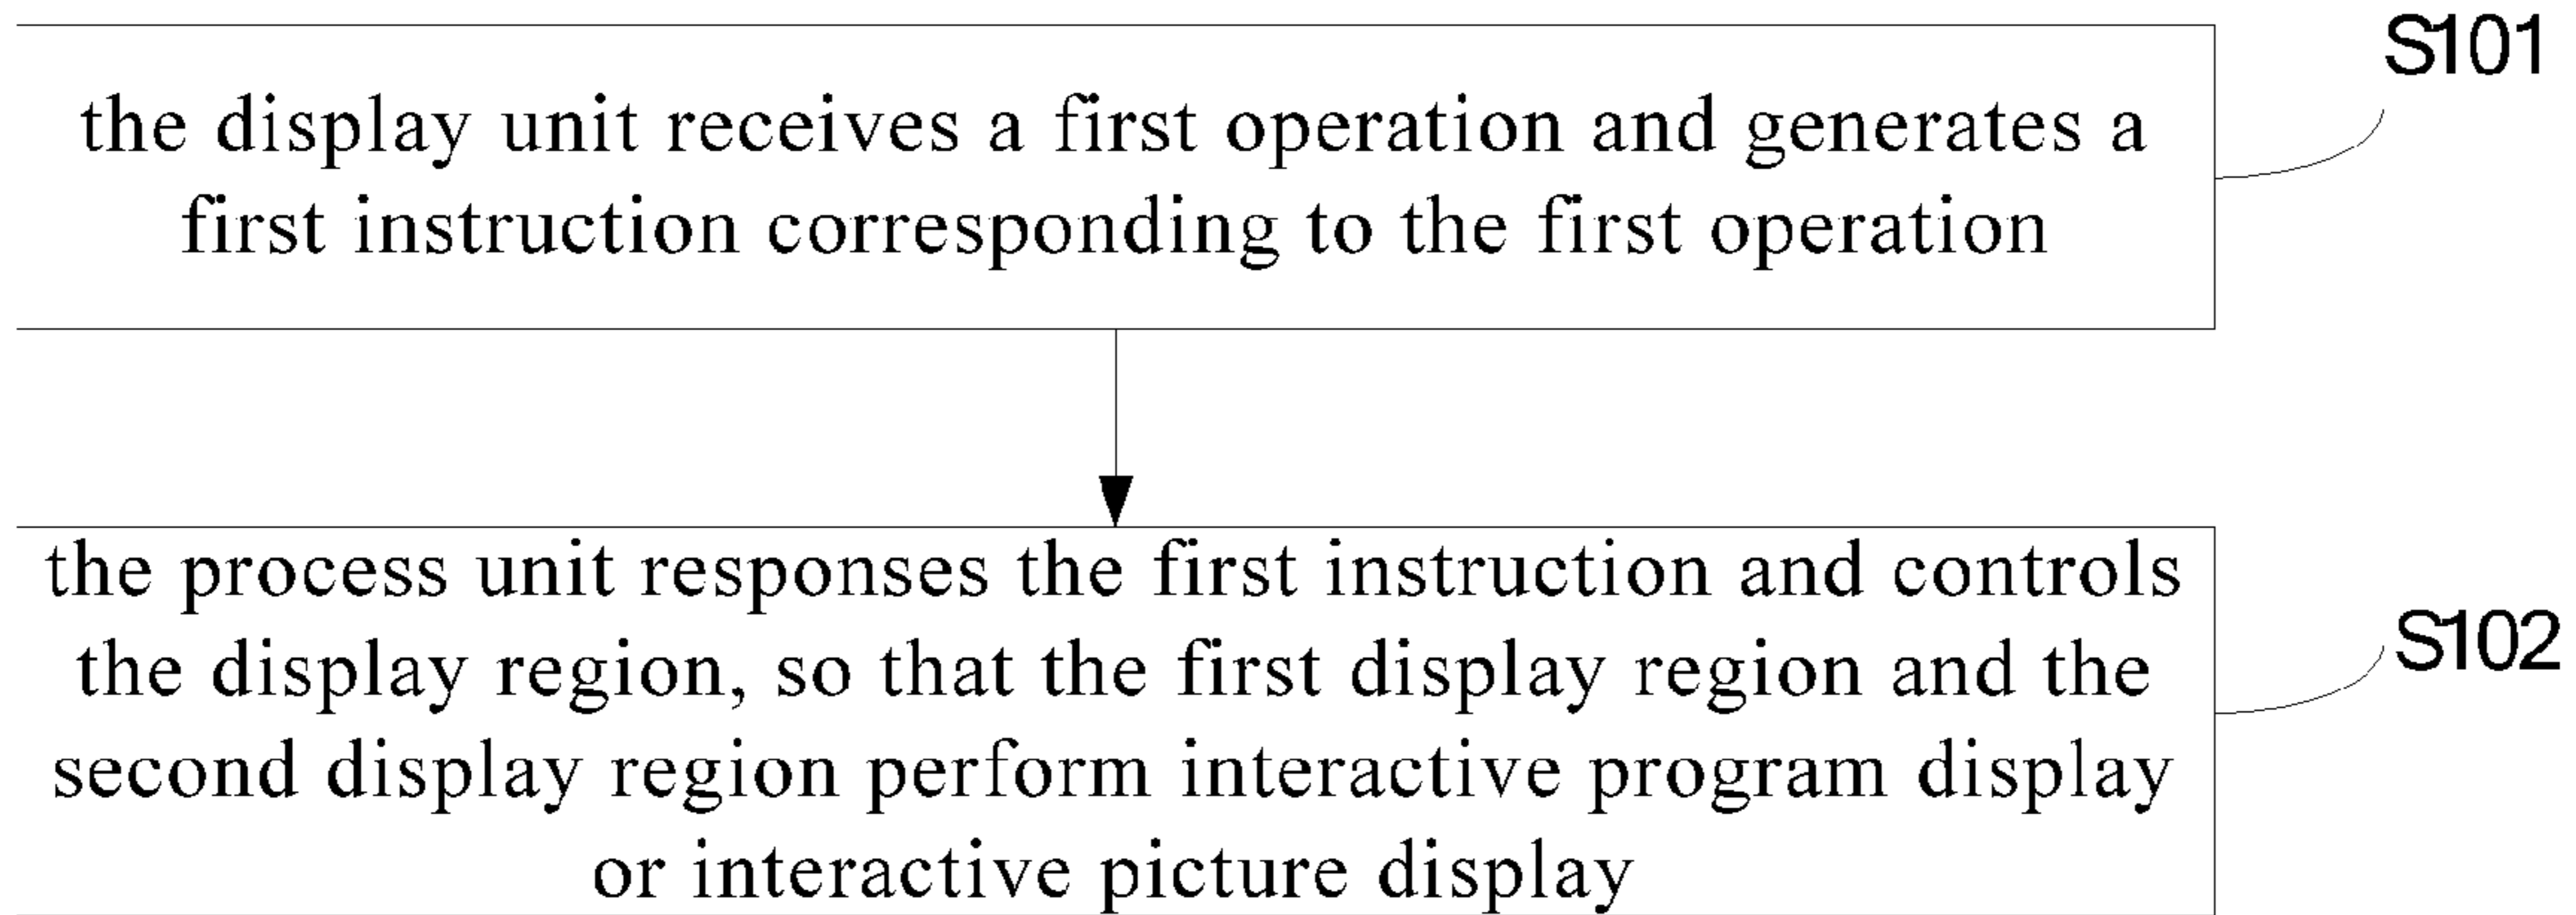 S101
the display unit receives a first operation and generates a
first instruction corresponding to the first operation
the process unit responses the first instruction and controls
the display region, so that the first display region and the
S102
second display region perform interactive program display
or interactive picture display